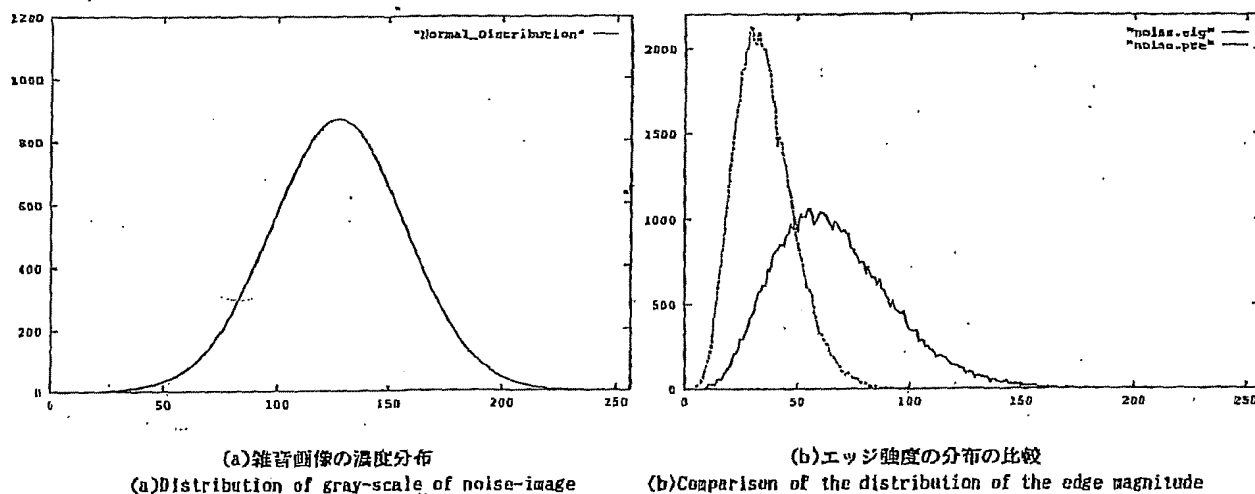 1200
1000
800
600
400
200
0
0 50 100 150 200 250
"Normal_Distribution"
2000
1500
1000
500
0
0 50 100 150 200 250
(a)雑音画像の濃度分布
(a)Distribution of gray-scale of noise-image
(b)エッジ強度の分布の比較
(b)Comparison of the distribution of the edge magnitude